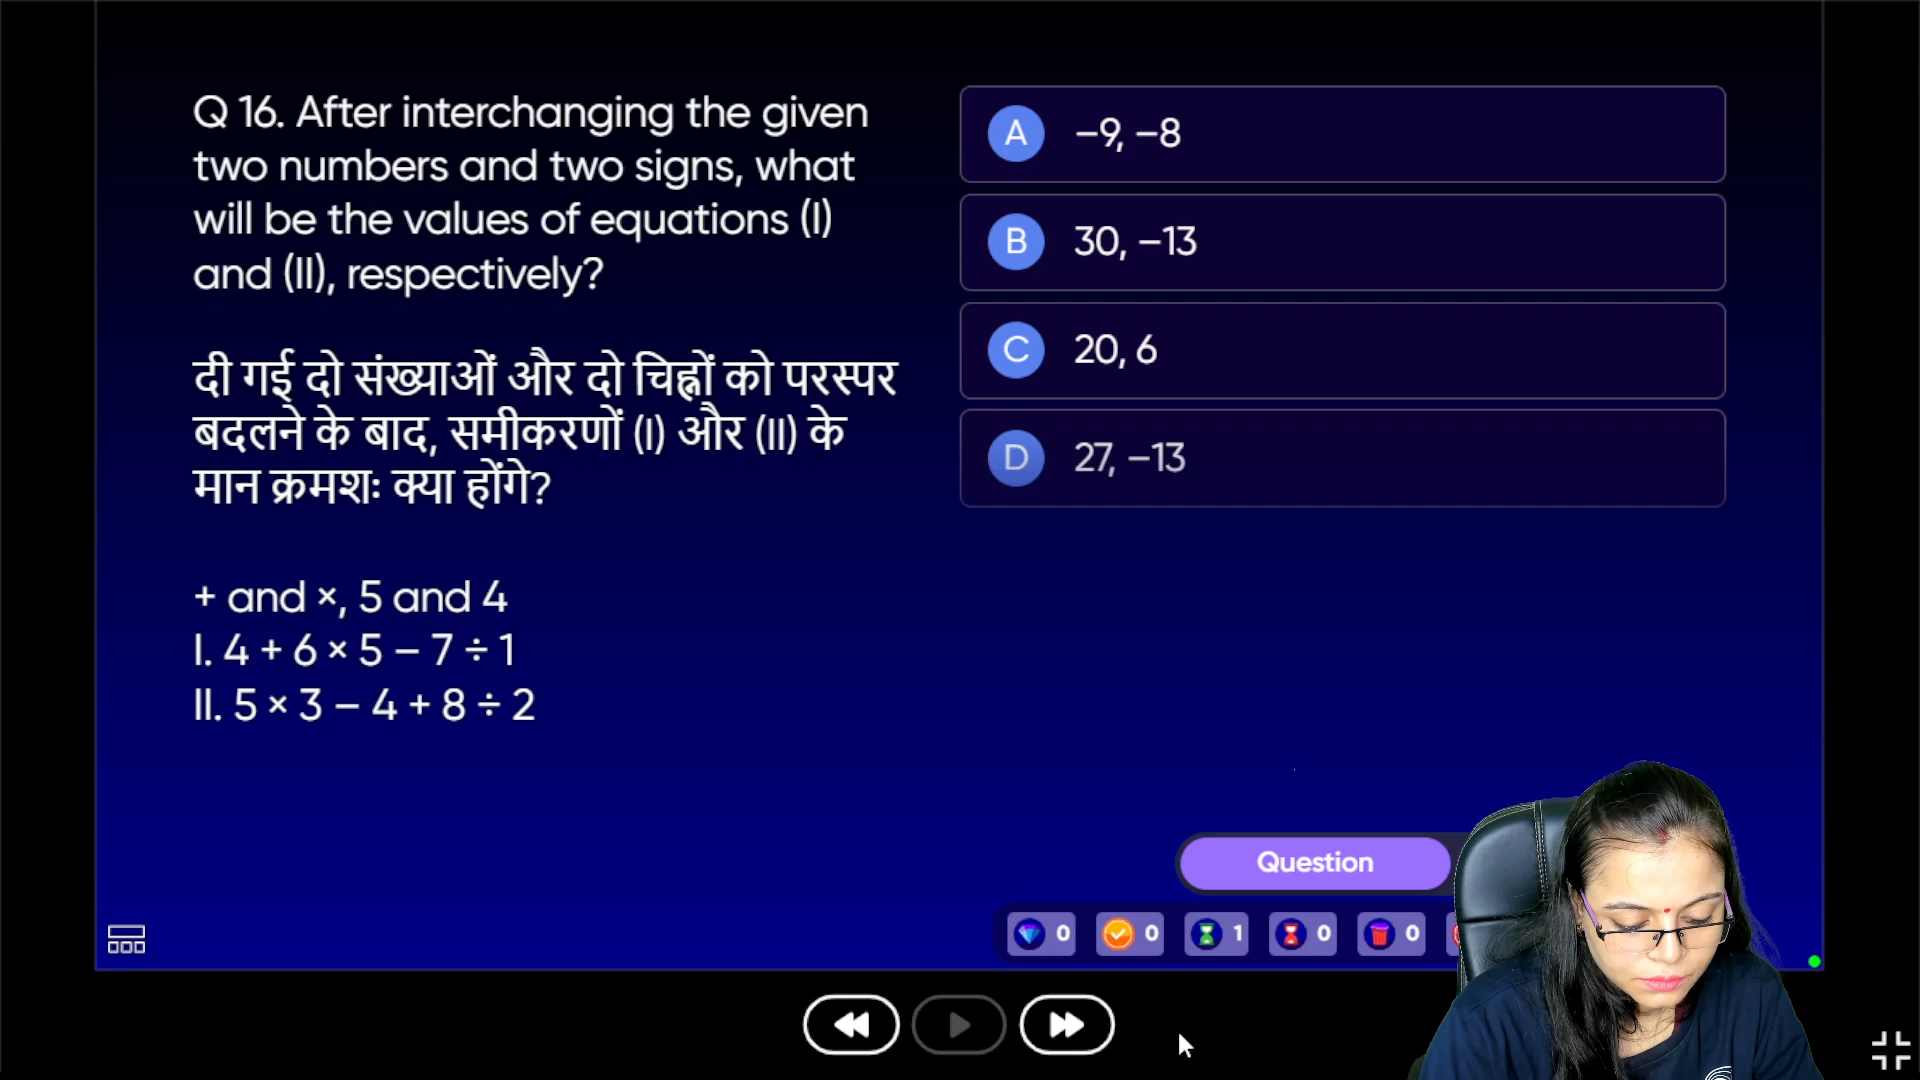 Q 16. After interchanging the given
two numbers and two signs, what
will be the values of equations (I)
and (II), respectively?
दी गई दो संख्याओं और दो चिह्नों को परस्पर
बदलने के बाद, समीकरणों (I) और (II) के
मान क्रमशः क्या होंगे?
+ and ×, 5 and 4
I. 4 + 6 × 5 – 7 ÷ 1
II. 5 × 3 – 4 + 8 ÷ 2
A –9, –8
B 30, –13
C 20, 6
D 27, –13
Question
0 0 1 0 0